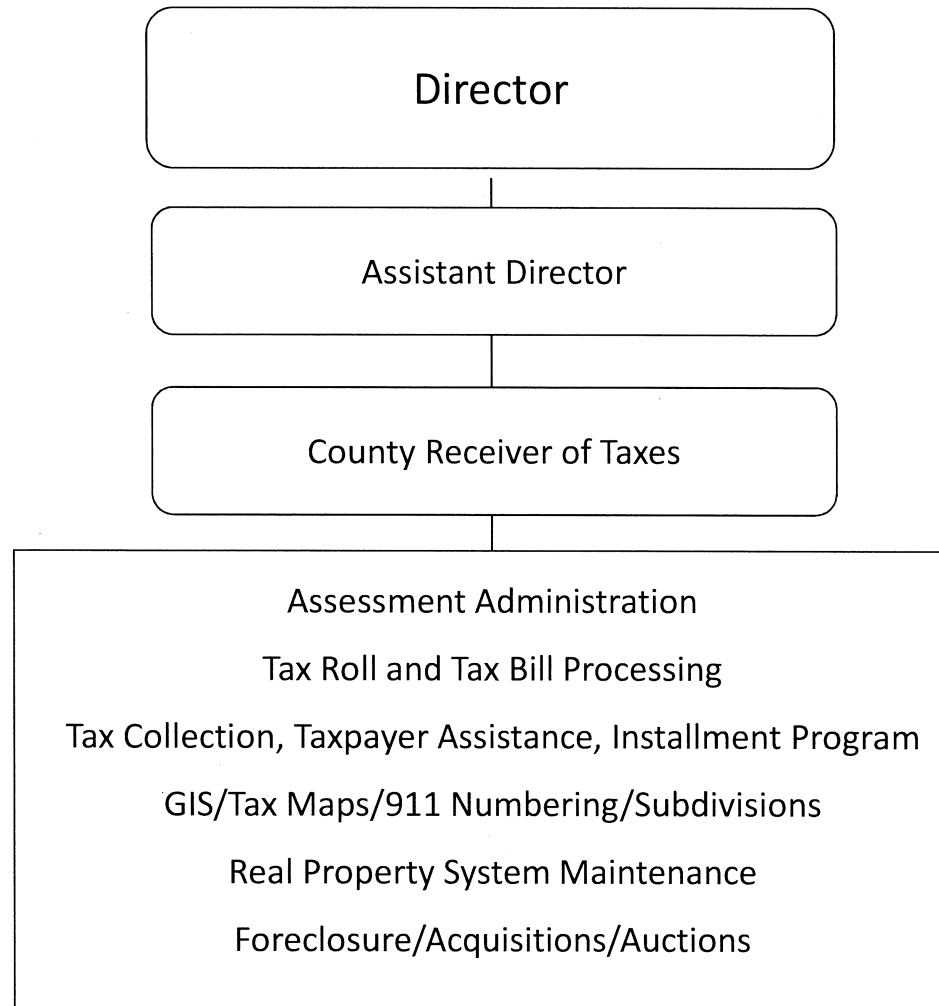 Director
Assistant Director
County Receiver of Taxes
Assessment Administration
Tax Roll and Tax Bill Processing
Tax Collection, Taxpayer Assistance, Installment Program
GIS/Tax Maps/911 Numbering/Subdivisions
Real Property System Maintenance
Foreclosure/Acquisitions/Auctions